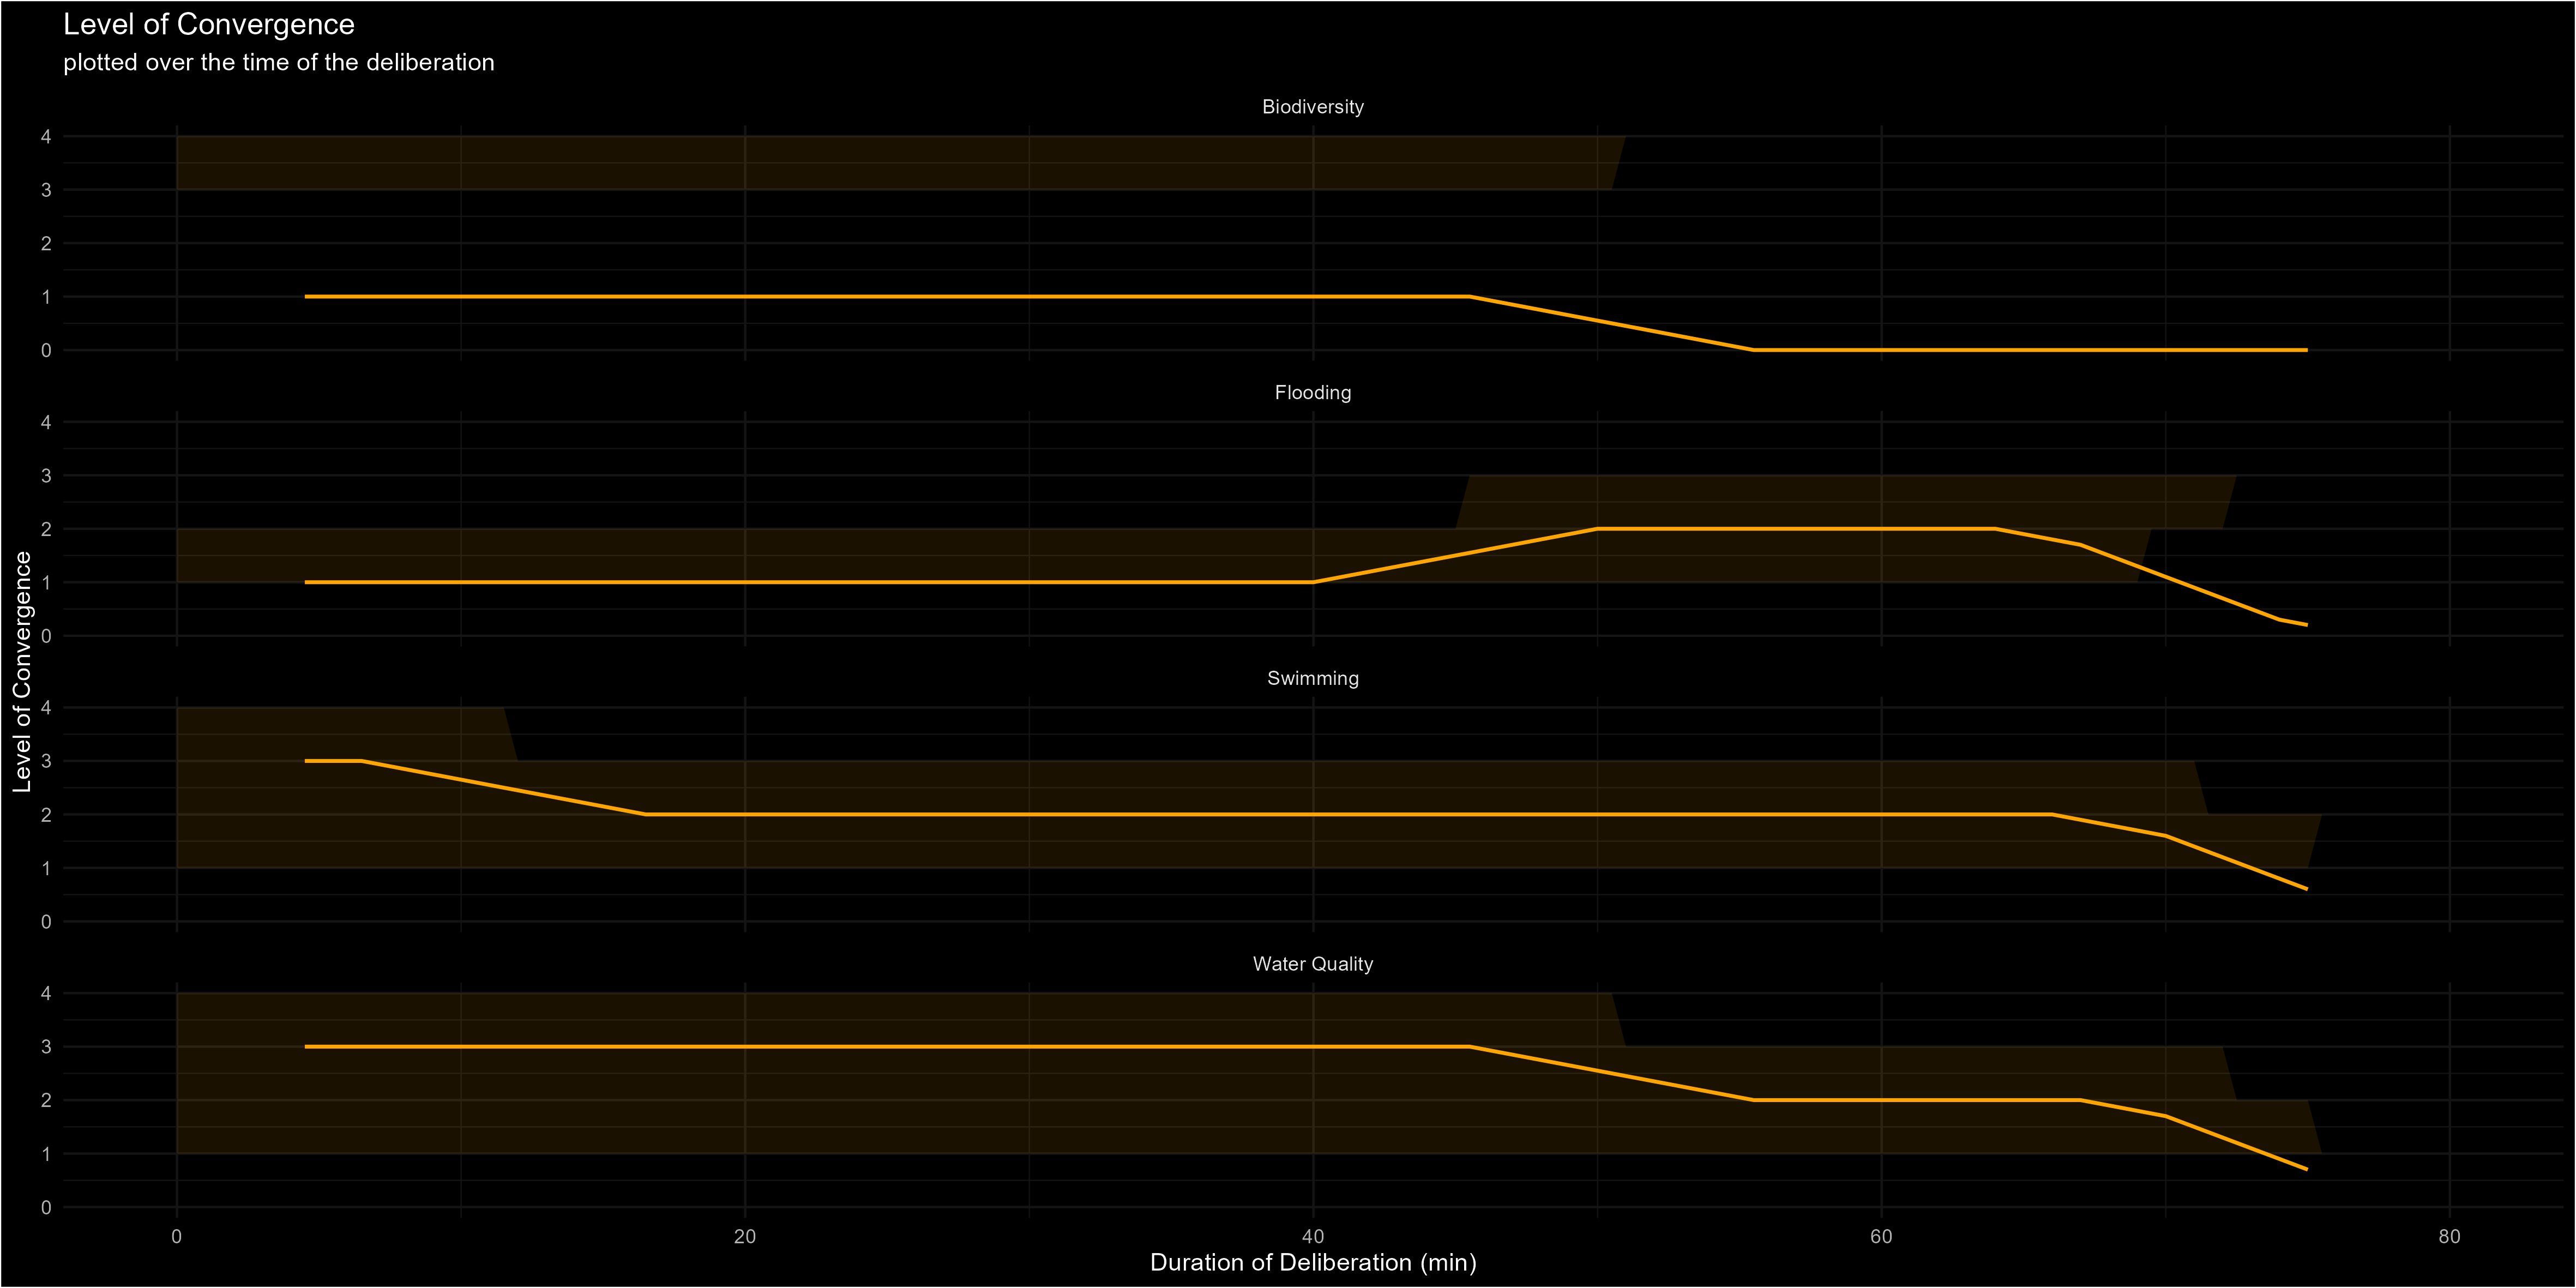 Level of Convergence
plotted over the time of the deliberation
Biodiversity
4
3
2
1
0
Flooding
4
3
2
1
0
Level of Convergence
Swimming
4
3
2
1
0
Water Quality
4
3
2
1
0
0 20 40 60 80
Duration of Deliberation (min)